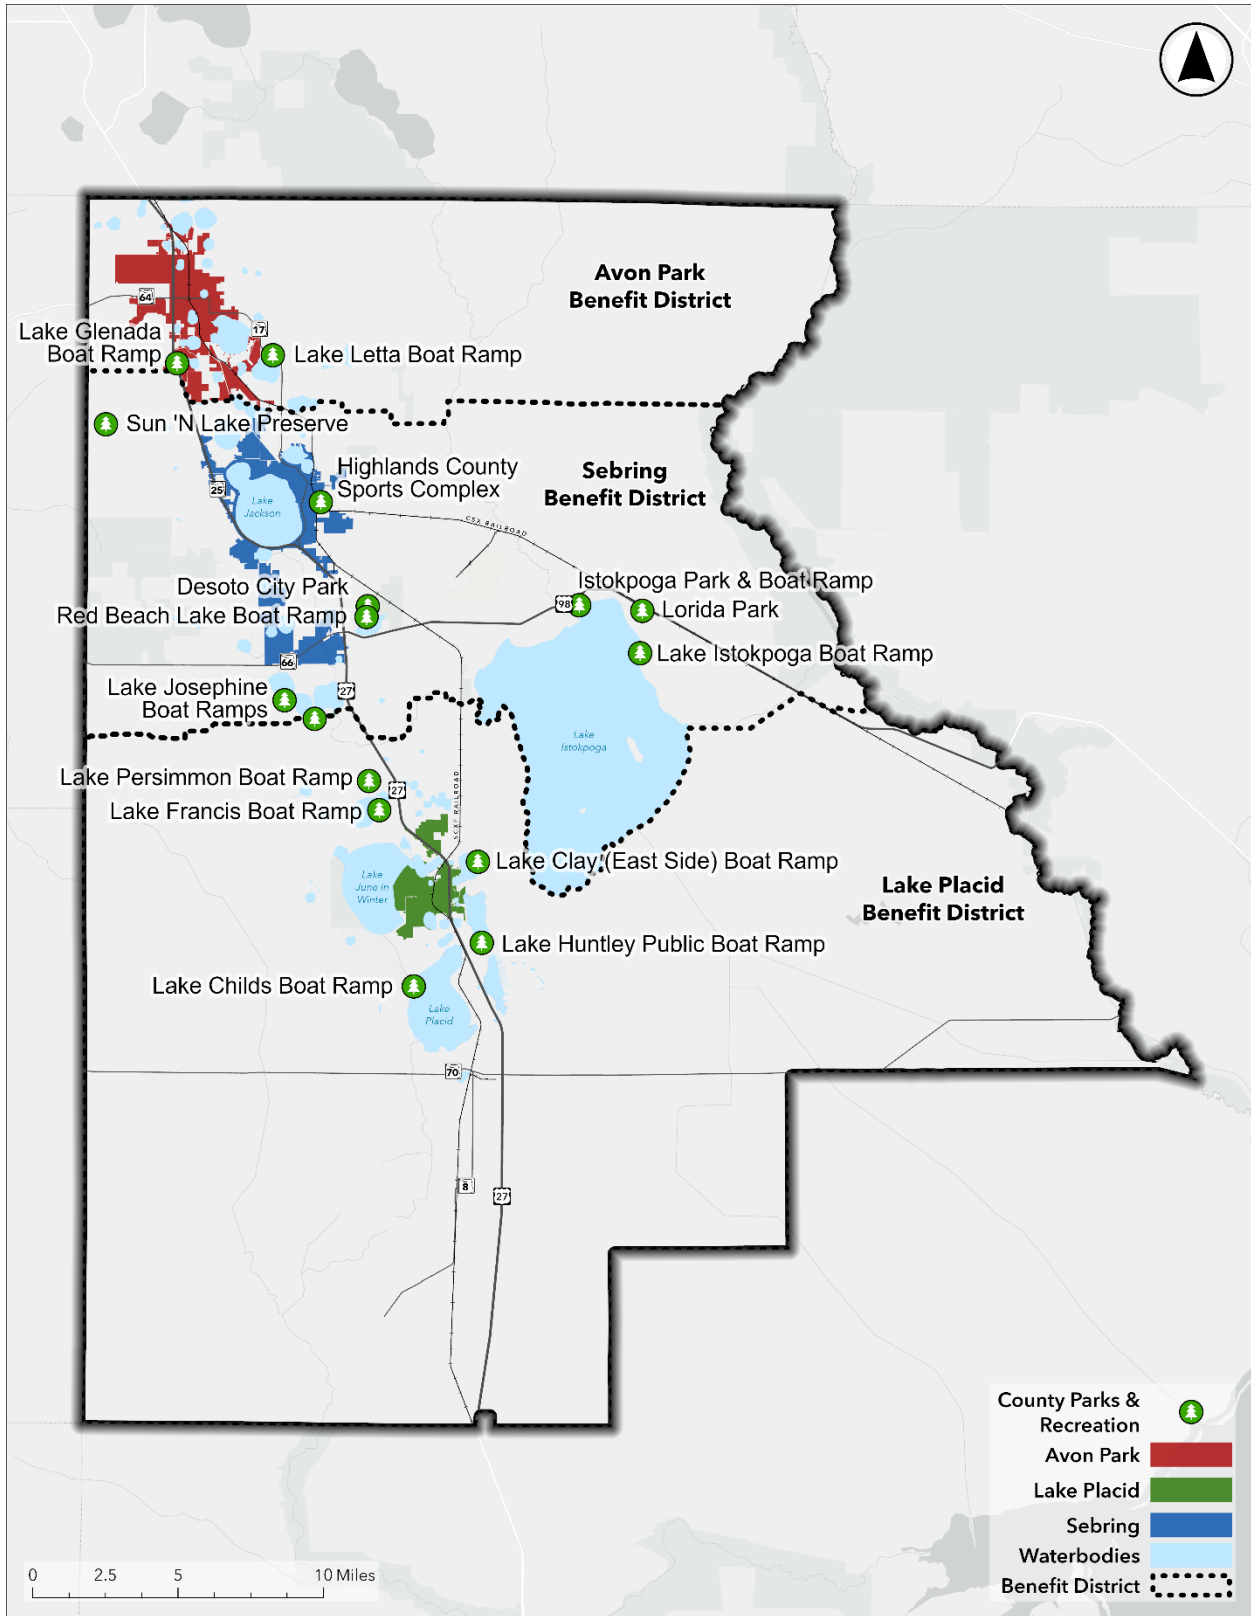 Avon Park
Benefit District
64
17
Lake Glenada
Boat Ramp
Lake Letta Boat Ramp
Sun 'N Lake Preserve
Highlands County
Sports Complex
Sebring
Benefit District
25
Lake
Jackson
CSX RAILROAD
Desoto City Park
Red Beach Lake Boat Ramp
Istokpoga Park & Boat Ramp
98
Lorida Park
Lake Istokpoga Boat Ramp
66
27
Lake Josephine
Boat Ramps
Lake
Istokpoga
Lake Persimmon Boat Ramp
27
SCXF RAILROAD
Lake Francis Boat Ramp
Lake Clay (East Side) Boat Ramp
Lake
June in
Winter
Lake Placid
Benefit District
Lake Huntley Public Boat Ramp
Lake Childs Boat Ramp
Lake
Placid
70
8
27
County Parks &
Recreation
Avon Park
Lake Placid
Sebring
Waterbodies
Benefit District
0 2.5 5 10 Miles